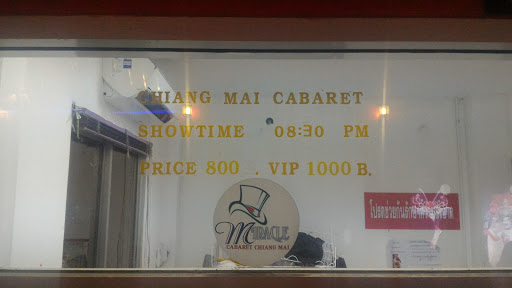 CHIANG MAI CABARET
SHOWTIME 08:30 PM
PRICE 800 . VIP 1000 B.
MIRACLE
CABARET CHIANG MAI